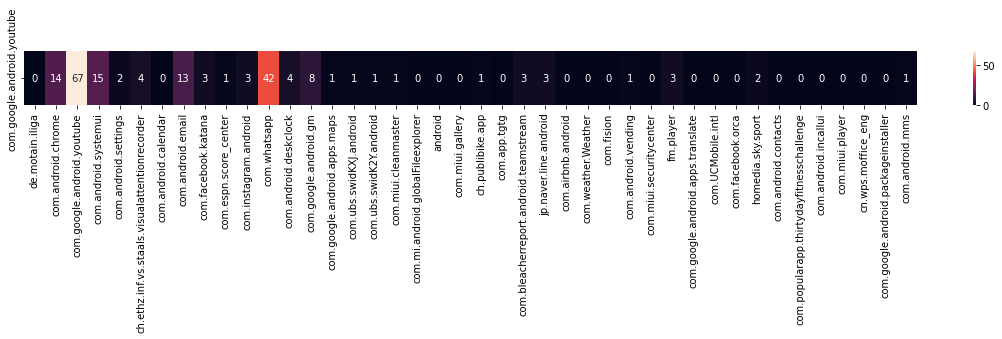 com.google.android.youtube
0 14 67 15 2 4 0 13 3 1 3 42 4 8 1 1 1 1 0 0 0 1 0 3 3 0 0 0 1 0 3 0 0 0 2 0 0 0 0 0 0 1
de.motain.iliga
com.android.chrome
com.google.android.youtube
com.android.systemui
com.android.settings
ch.ethz.inf.vs.staals.visualattentionrecorder
com.android.calendar
com.android.email
com.facebook.katana
com.espn.score_center
com.instagram.android
com.whatsapp
com.android.deskclock
com.google.android.gm
com.google.android.apps.maps
com.ubs.swidKXJ.android
com.ubs.swidK2Y.android
com.miui.cleanmaster
com.mi.android.globalFileexplorer
android
com.miui.gallery
ch.publibike.app
com.app.tgtg
com.bleacherreport.android.teamstream
jp.naver.line.android
com.airbnb.android
com.weather.Weather
com.fision
com.android.vending
com.miui.securitycenter
fm.player
com.google.android.apps.translate
com.UCMobile.intl
com.facebook.orca
homedia.sky.sport
com.android.contacts
com.popularapp.thirtydayfitnesschallenge
com.android.incallui
com.miui.player
cn.wps.moffice_eng
com.google.android.packageinstaller
com.android.mms
50
0